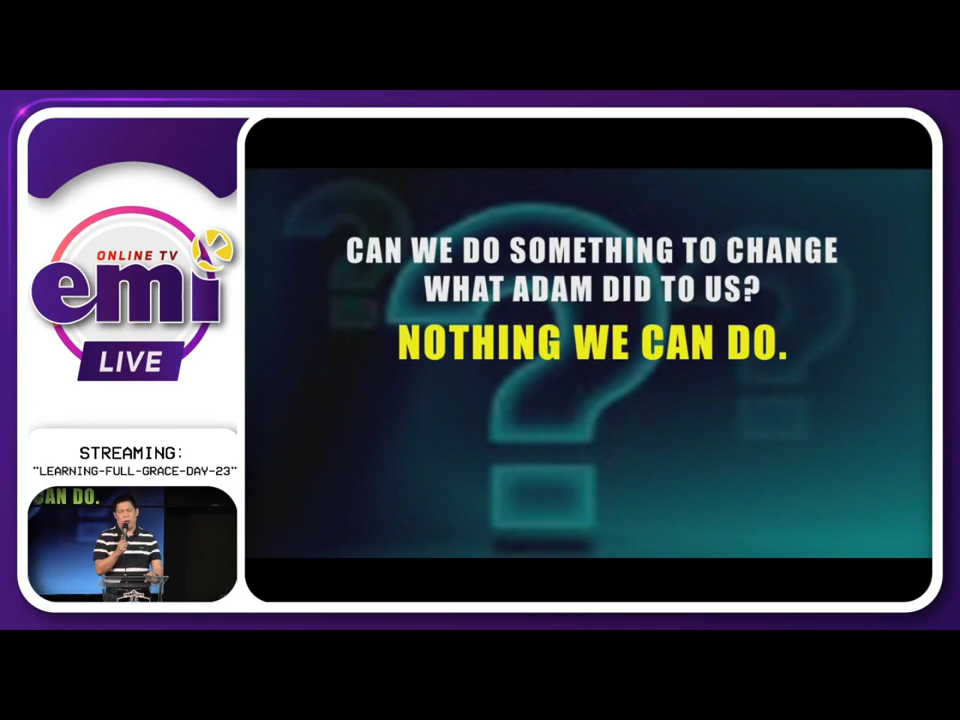 ONLINE TV
emi
LIVE
STREAMING:
"LEARNING-FULL-GRACE-DAY-23"
CAN DO.
CAN WE DO SOMETHING TO CHANGE
WHAT ADAM DID TO US?
NOTHING WE CAN DO.